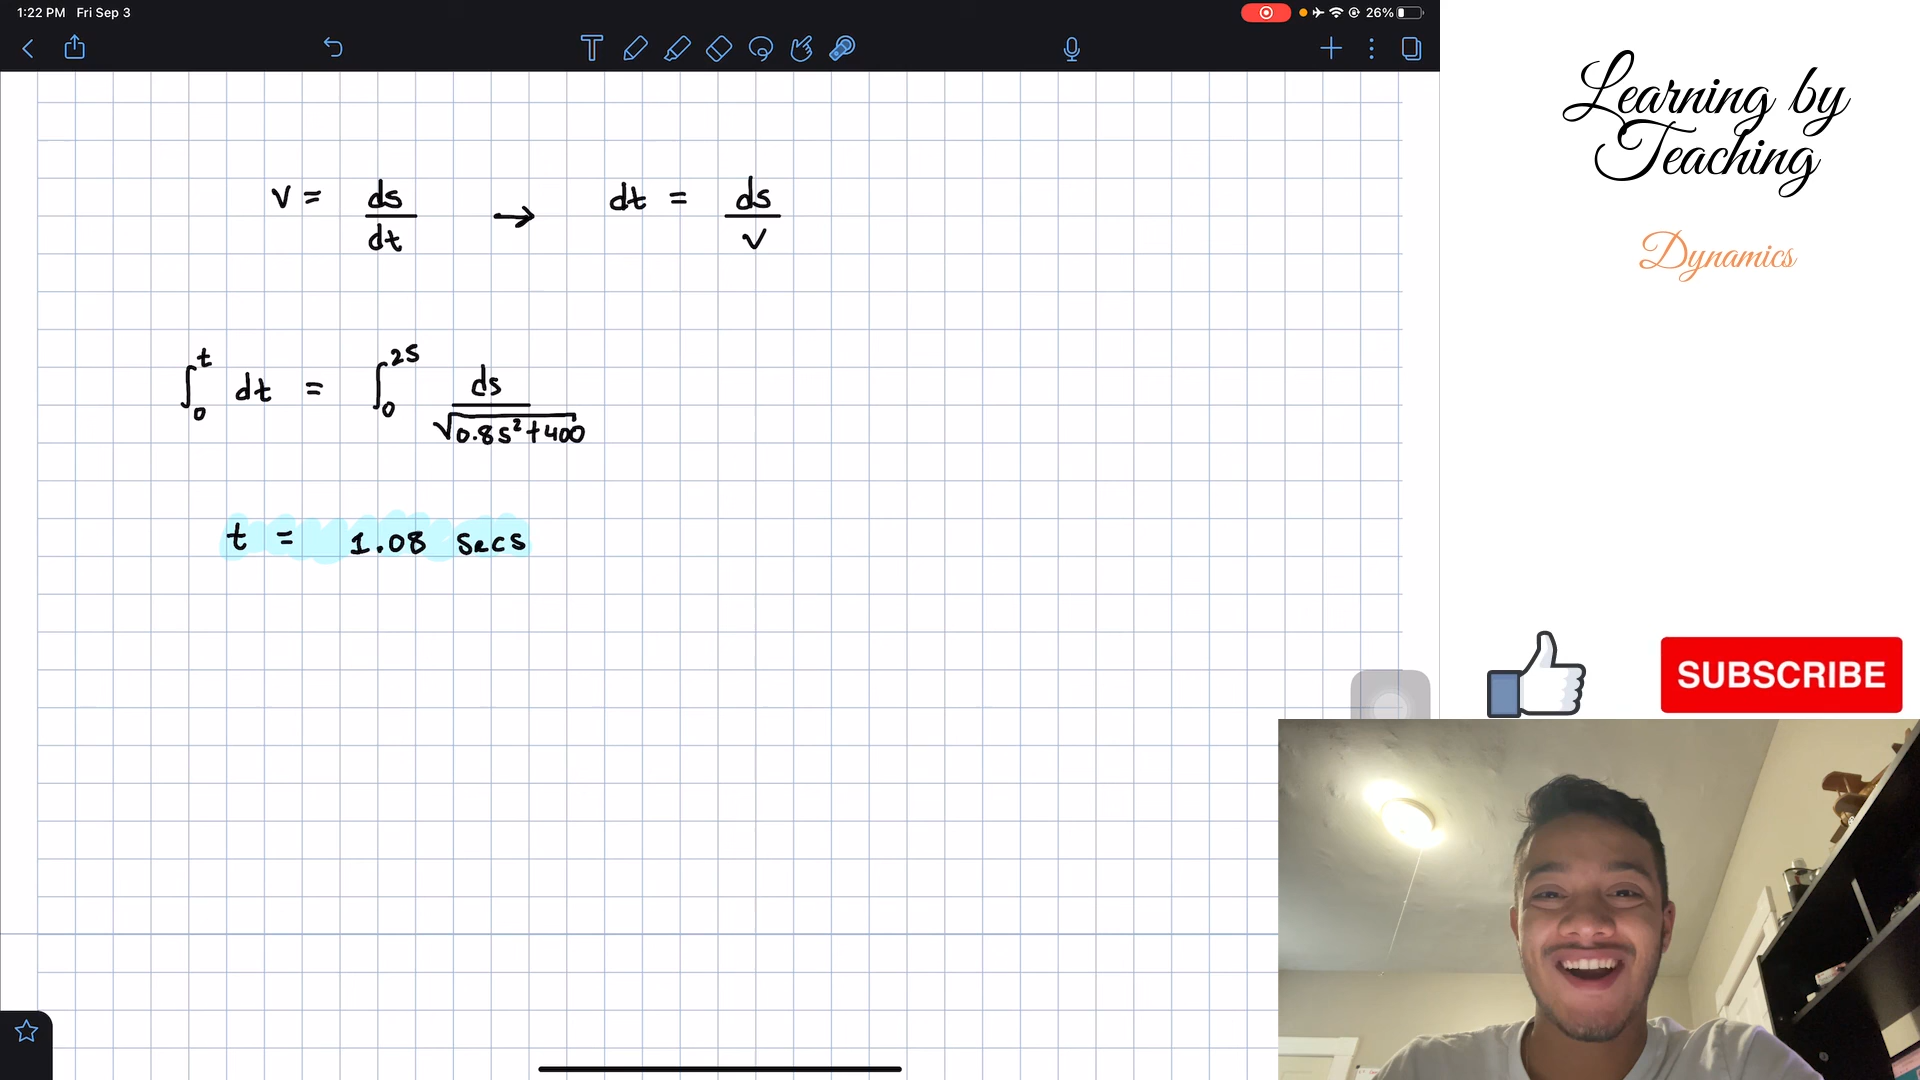 1:22 PM Fri Sep 3
26%
v = ds/dt → dt = ds/v
∫₀ᵗ dt = ∫₀²⁵ ds/√0.8s²+400
t = 1.08 secs
Learning by
Teaching
Dynamics
SUBSCRIBE